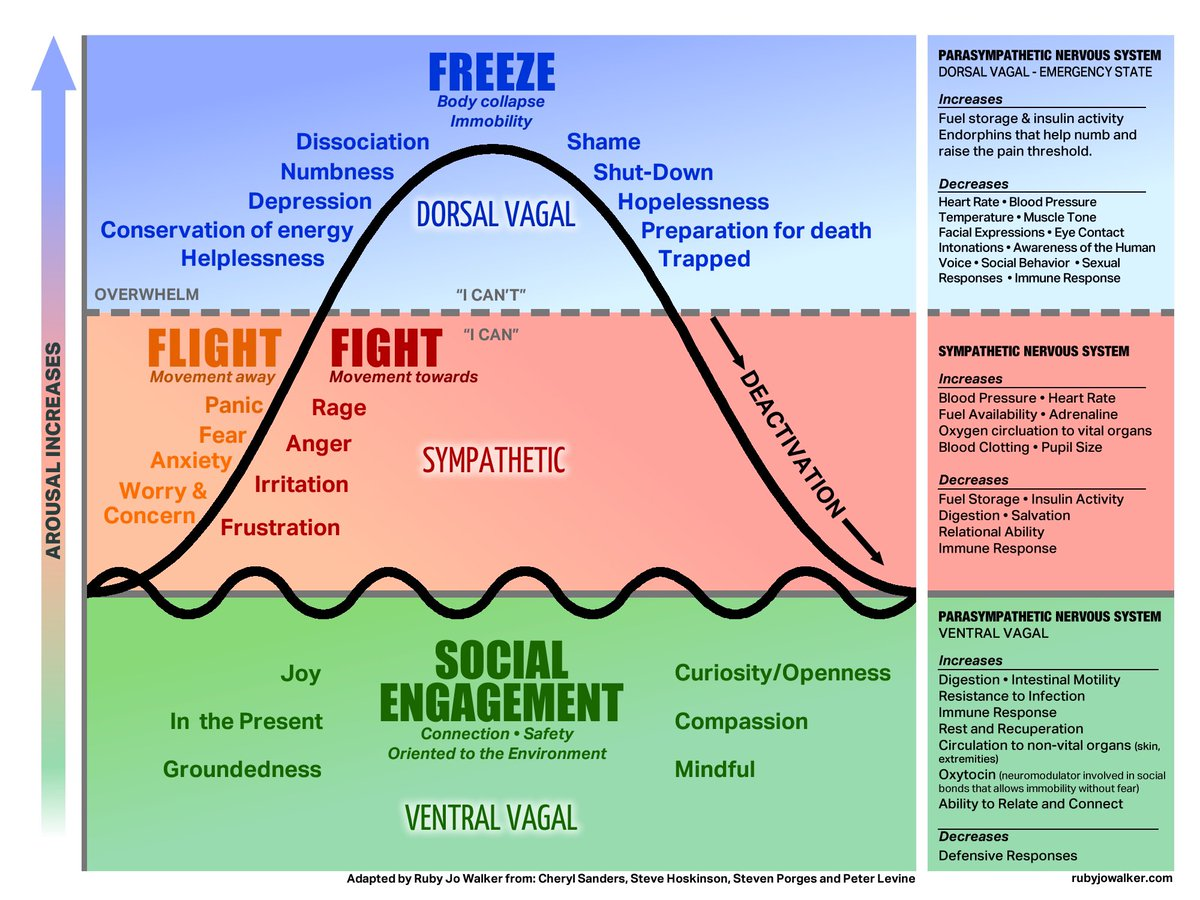 AROUSAL INCREASES
FREEZE
Body collapse
Immobility
Dissociation
Numbness
Depression
Conservation of energy
Helplessness
Shame
Shut-Down
Hopelessness
Preparation for death
Trapped
DORSAL VAGAL
OVERWHELM
“I CAN’T”
“I CAN”
FLIGHT
Movement away
Panic
Fear
Anxiety
Worry &
Concern
FIGHT
Movement towards
Rage
Anger
Irritation
Frustration
SYMPATHETIC
DEACTIVATION
SOCIAL
ENGAGEMENT
Connection • Safety
Oriented to the Environment
Joy
In the Present
Groundedness
Curiosity/Openness
Compassion
Mindful
VENTRAL VAGAL
PARASYMPATHETIC NERVOUS SYSTEM
DORSAL VAGAL - EMERGENCY STATE
Increases
Fuel storage & insulin activity
Endorphins that help numb and
raise the pain threshold.
Decreases
Heart Rate • Blood Pressure
Temperature • Muscle Tone
Facial Expressions • Eye Contact
Intonations • Awareness of the Human
Voice • Social Behavior • Sexual
Responses • Immune Response
SYMPATHETIC NERVOUS SYSTEM
Increases
Blood Pressure • Heart Rate
Fuel Availability • Adrenaline
Oxygen circluation to vital organs
Blood Clotting • Pupil Size
Decreases
Fuel Storage • Insulin Activity
Digestion • Salvation
Relational Ability
Immune Response
PARASYMPATHETIC NERVOUS SYSTEM
VENTRAL VAGAL
Increases
Digestion • Intestinal Motility
Resistance to Infection
Immune Response
Rest and Recuperation
Circulation to non-vital organs (skin,
extremities)
Oxytocin (neuromodulator involved in social
bonds that allows immobility without fear)
Ability to Relate and Connect
Decreases
Defensive Responses
Adapted by Ruby Jo Walker from: Cheryl Sanders, Steve Hoskinson, Steven Porges and Peter Levine
rubyjowalker.com